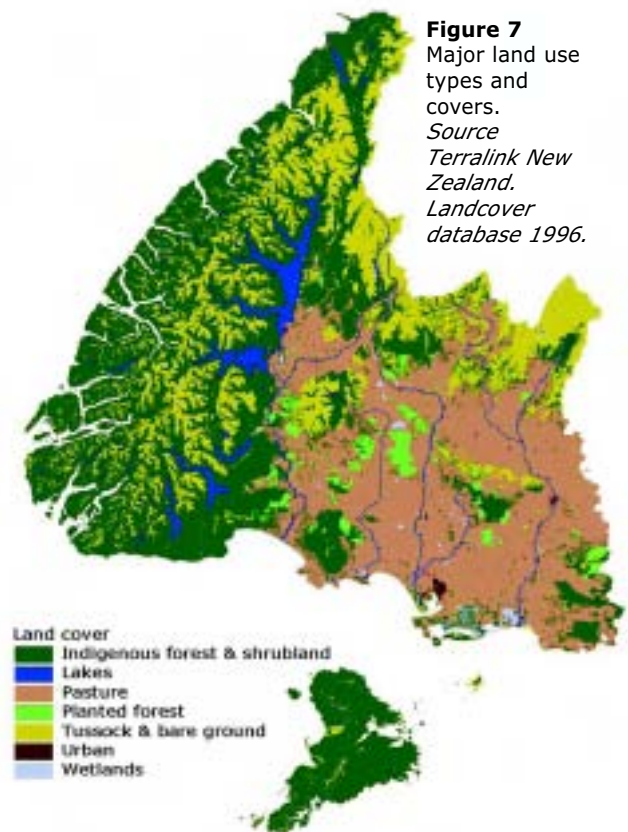 Figure 7
Major land use
types and
covers.
Source
Terralink New
Zealand.
Landcover
database 1996.
Land cover
Indigenous forest & shrubland
Lakes
Pasture
Planted forest
Tussock & bare ground
Urban
Wetlands